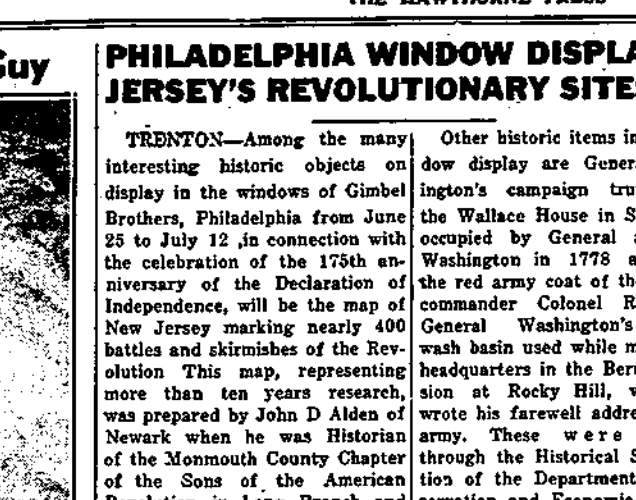 THE HAWTHORNE PRESS
Guy
PHILADELPHIA WINDOW
JERSEY'S REVOLUTIONARY
TRENTON—Among the many
interesting historic objects on
display in the windows of Gimbel
Brothers, Philadelphia from June
25 to July 12 ,in connection with
the celebration of the 175th an-
niversary of the Declaration of
Independence, will be the map of
New Jersey marking nearly 400
battles and skirmishes of the Rev-
olution This map, representing
more than ten years research,
was prepared by John D Alden of
Newark when he was Historian
of the Monmouth County Chapter
of the Sons of the American
Other historic items in
dow display are
ington's campaign
the Wallace House in
occupied by General
Washington in 1778
the red army coat of
commander Colonel
General Washington's
wash basin used while
headquarters in the
sion at Rocky Hill,
wrote his farewell
army. These were
through the Historical
tion of the Department